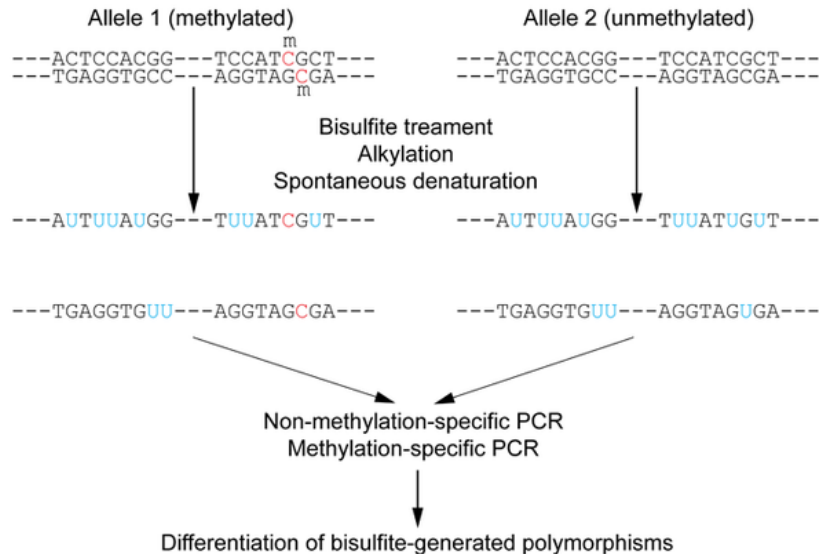 Allele 1 (methylated) Allele 2 (unmethylated)
m
---ACTCCACGG---TCCATCGCT--- ---ACTCCACGG---TCCATCGCT---
---TGAGGTGCC---AGGTAGCGA--- ---TGAGGTGCC---AGGTAGCGA---
m
Bisulfite treament
Alkylation
Spontaneous denaturation
---AUTUUAUGG---TUUATCGUT--- ---AUTUUAUGG---TUUATUGUT---
---TGAGGTGUU---AGGTAGCGA--- ---TGAGGTGUU---AGGTAGUGA---
Non-methylation-specific PCR
Methylation-specific PCR
Differentiation of bisulfite-generated polymorphisms